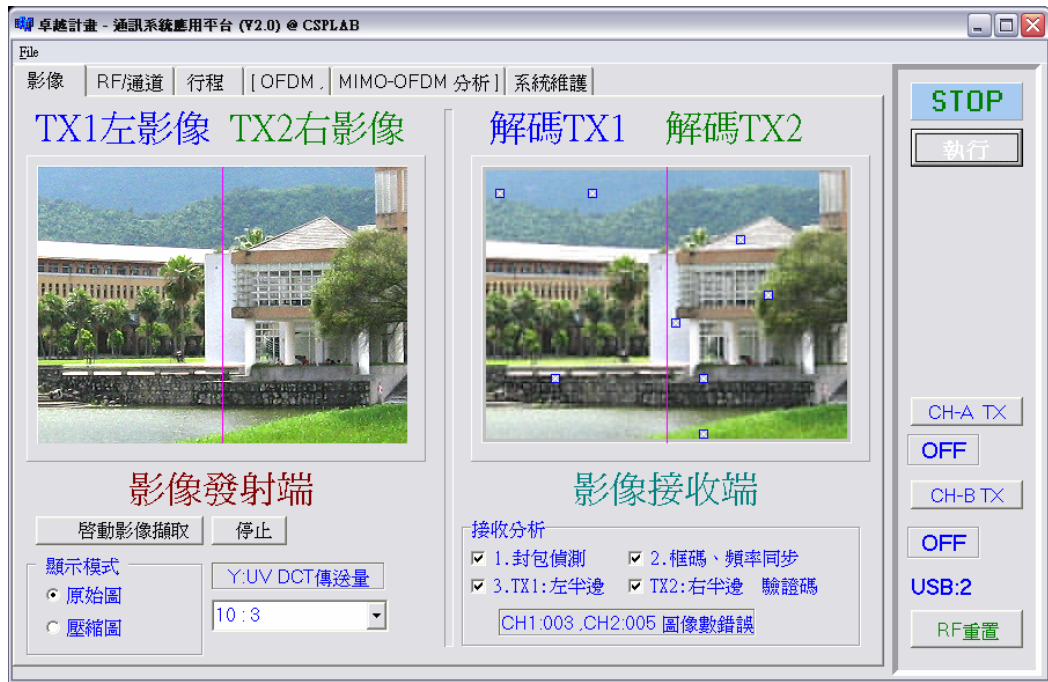 卓越計畫 - 通訊系統應用平台 (V2.0) @ CSPLAB
File
影像 RF/通道 行程 [ OFDM , MIMO-OFDM 分析 ] 系統維護
TX1左影像 TX2右影像
解碼TX1 解碼TX2
影像發射端
影像接收端
啓動影像擷取 停止
顯示模式
原始圖
壓縮圖
Y:UV DCT傳送量
10 : 3
接收分析
1.封包偵測 2.框碼、頻率同步
3.TX1:左半邊 TX2:右半邊 驗證碼
CH1:003 ,CH2:005 圖像數錯誤
STOP
執行
CH-A TX
OFF
CH-B TX
OFF
USB:2
RF重置